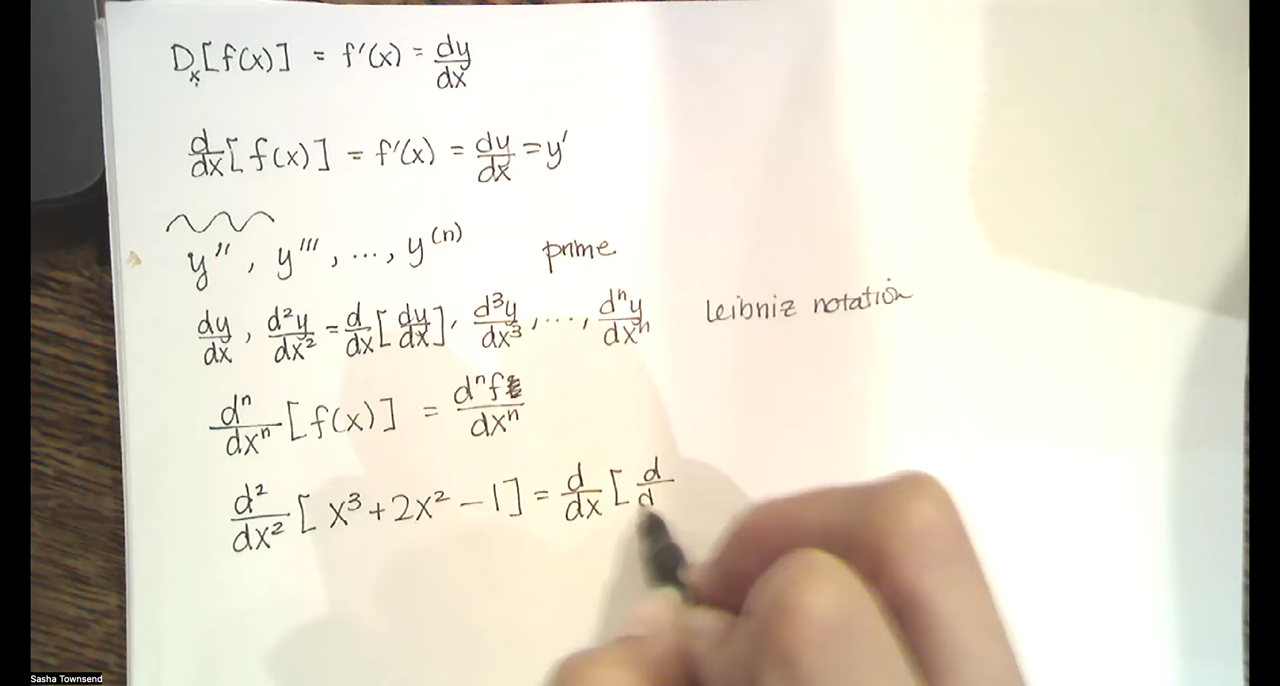 Dₓ[f(x)] = f'(x) = dy/dx
d/dx[f(x)] = f'(x) = dy/dx = y'
y'', y''', ..., y⁽ⁿ⁾ prime
dy/dx, d²y/dx² = d/dx[dy/dx], d³y/dx³, ..., dⁿy/dxⁿ Leibniz notation
dⁿ/dxⁿ[f(x)] = dⁿf/dxⁿ
d²/dx²[x³+2x²-1] = d/dx[d/d
Sasha Townsend